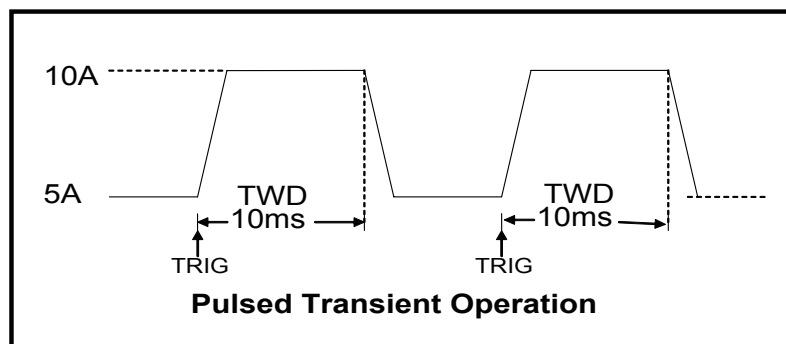 10A
5A
TWD
10ms
TWD
10ms
TRIG
TRIG
Pulsed Transient Operation